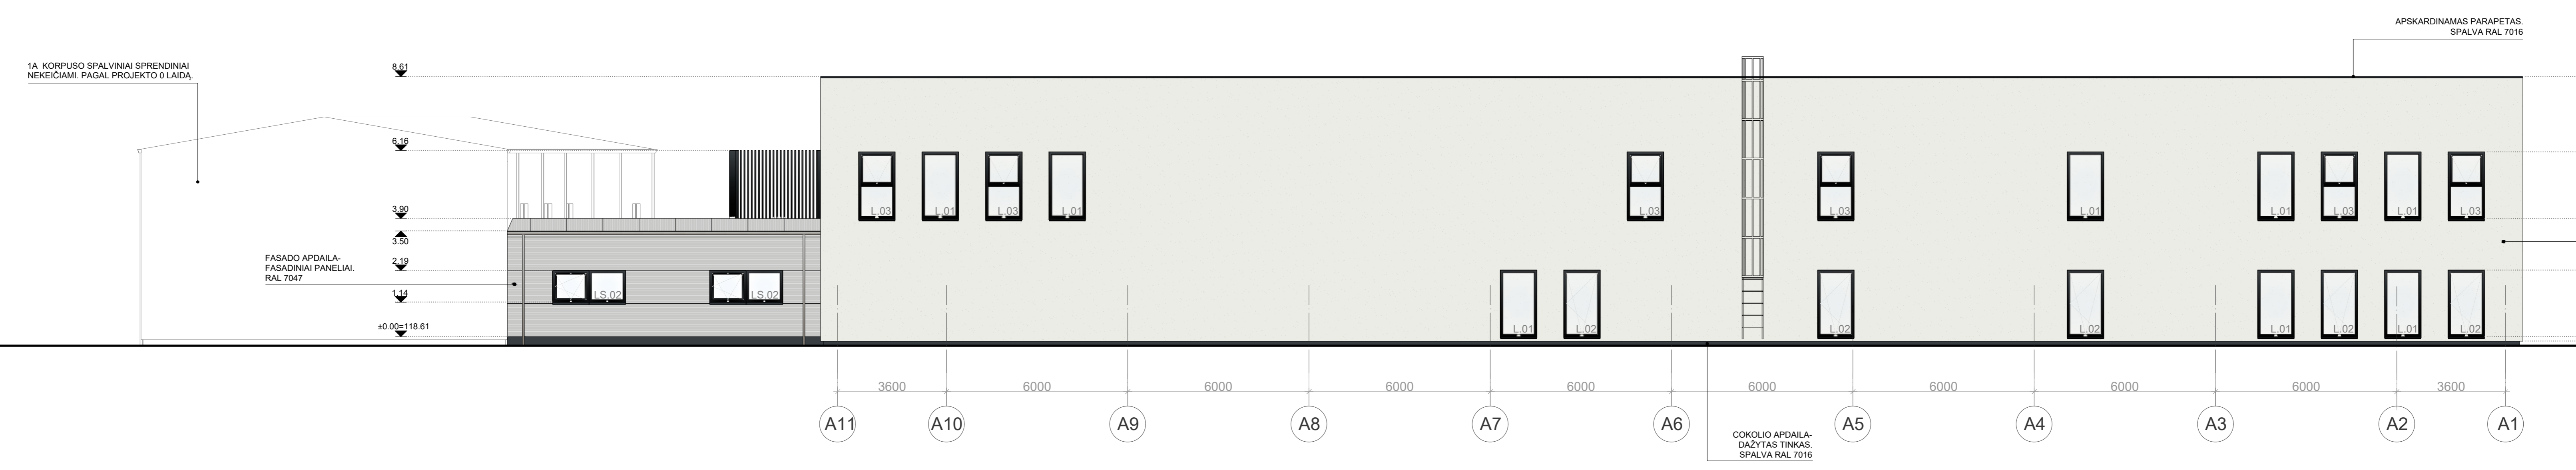 APSKARDINAMAS PARAPETAS.
SPALVA RAL 7016
1A KORPUSO SPALVINIAI SPRENDINIAI
NEKEIČIAMI. PAGAL PROJEKTO 0 LAIDĄ.
8.61
6.16
3.90
3.50
2.19
1.14
±0.00=118.61
FASADO APDAILA-
FASADINIAI PANELIAI.
RAL 7047
L.03 L.01 L.03 L.01 L.03 L.03 L.01 L.01 L.03 L.01 L.03
LS.02 LS.02
L.01 L.02 L.02 L.02 L.01 L.02 L.01 L.02
3600 6000 6000 6000 6000 6000 6000 6000 6000 3600
A11 A10 A9 A8 A7 A6 A5 A4 A3 A2 A1
COKOLIO APDAILA-
DAŽYTAS TINKAS.
SPALVA RAL 7016